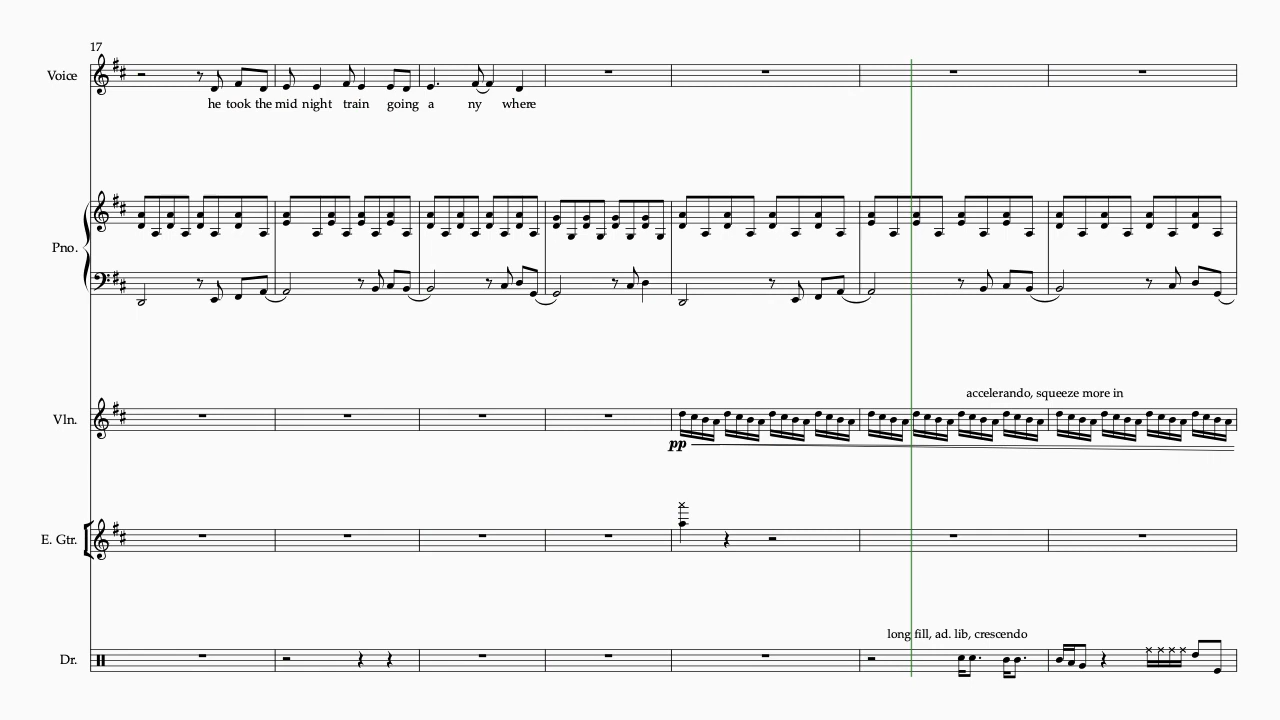 17
Voice
he took the mid night train going a ny where
Pno.
accelerando, squeeze more in
Vln.
pp
E. Gtr.
long fill, ad. lib, crescendo
Dr.